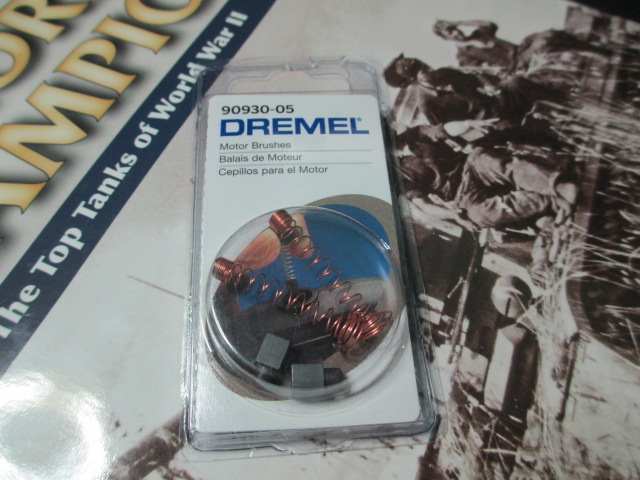 The Top Tanks of World War II
90930-05
DREMEL
Motor Brushes
Balais de Moteur
Cepillos para el Motor